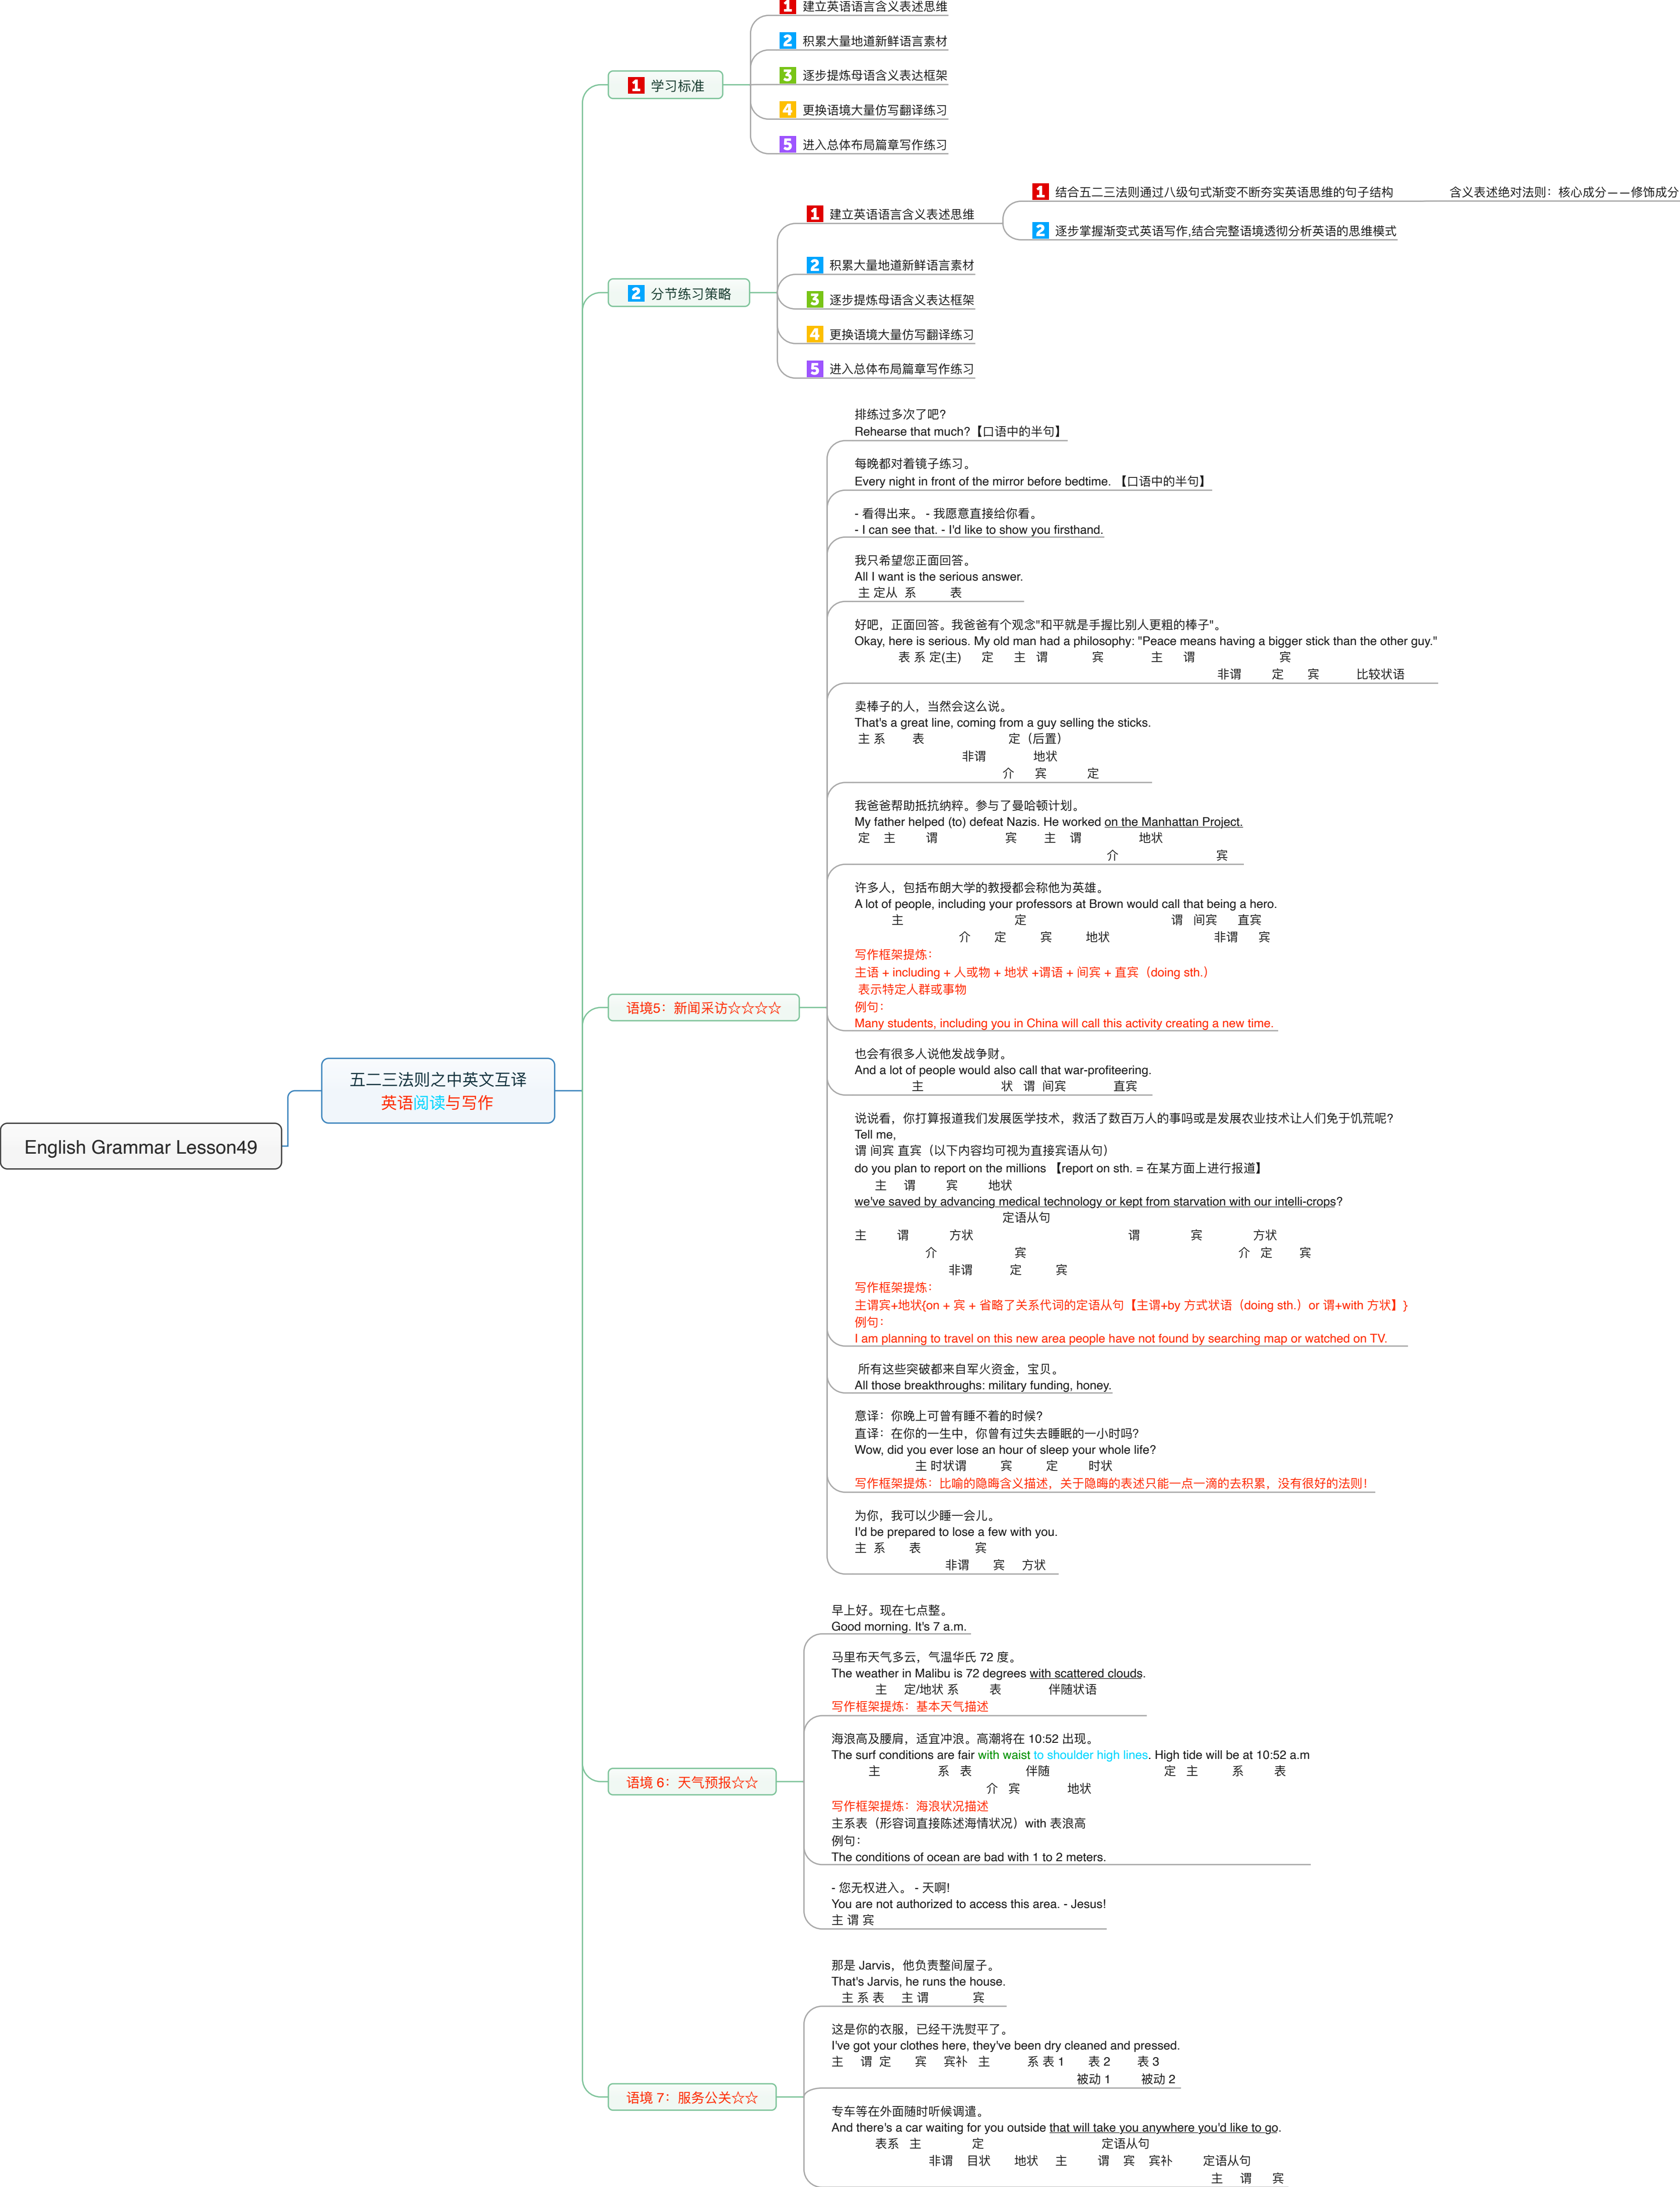 English Grammar Lesson49
五二三法则之中英文互译
英语阅读与写作
1 学习标准
1 建立英语语言含义表述思维
2 积累大量地道新鲜语言素材
3 逐步提炼母语含义表达框架
4 更换语境大量仿写翻译练习
5 进入总体布局篇章写作练习
2 分节练习策略
1 建立英语语言含义表述思维
1 结合五二三法则通过八级句式渐变不断夯实英语思维的句子结构
含义表述绝对法则：核心成分——修饰成分
2 逐步掌握渐变式英语写作,结合完整语境透彻分析英语的思维模式
2 积累大量地道新鲜语言素材
3 逐步提炼母语含义表达框架
4 更换语境大量仿写翻译练习
5 进入总体布局篇章写作练习
语境5：新闻采访☆☆☆☆
排练过多次了吧?
Rehearse that much?【口语中的半句】
每晚都对着镜子练习。
Every night in front of the mirror before bedtime. 【口语中的半句】
- 看得出来。 - 我愿意直接给你看。
- I can see that. - I'd like to show you firsthand.
我只希望您正面回答。
All I want is the serious answer.
主 定从 系 表
好吧，正面回答。我爸爸有个观念"和平就是手握比别人更粗的棒子"。
Okay, here is serious. My old man had a philosophy: "Peace means having a bigger stick than the other guy."
表 系 定(主) 定 主 谓 宾 主 谓 宾
非谓 定 宾 比较状语
卖棒子的人，当然会这么说。
That's a great line, coming from a guy selling the sticks.
主 系 表 定（后置）
非谓 地状
介 宾 定
我爸爸帮助抵抗纳粹。参与了曼哈顿计划。
My father helped (to) defeat Nazis. He worked on the Manhattan Project.
定 主 谓 宾 主 谓 地状
介 宾
许多人，包括布朗大学的教授都会称他为英雄。
A lot of people, including your professors at Brown would call that being a hero.
主 定 谓 间宾 直宾
介 定 宾 地状 非谓 宾
写作框架提炼：
主语 + including + 人或物 + 地状 +谓语 + 间宾 + 直宾（doing sth.）
表示特定人群或事物
例句：
Many students, including you in China will call this activity creating a new time.
也会有很多人说他发战争财。
And a lot of people would also call that war-profiteering.
主 状 谓 间宾 直宾
说说看，你打算报道我们发展医学技术，救活了数百万人的事吗或是发展农业技术让人们免于饥荒呢?
Tell me,
谓 间宾 直宾（以下内容均可视为直接宾语从句）
do you plan to report on the millions 【report on sth. = 在某方面上进行报道】
主 谓 宾 地状
we've saved by advancing medical technology or kept from starvation with our intelli-crops?
定语从句
主 谓 方状 谓 宾 方状
介 宾 介 定 宾
非谓 定 宾
写作框架提炼：
主谓宾+地状{on + 宾 + 省略了关系代词的定语从句【主谓+by 方式状语（doing sth.）or 谓+with 方状】}
例句：
I am planning to travel on this new area people have not found by searching map or watched on TV.
所有这些突破都来自军火资金，宝贝。
All those breakthroughs: military funding, honey.
意译：你晚上可曾有睡不着的时候?
直译：在你的一生中，你曾有过失去睡眠的一小时吗?
Wow, did you ever lose an hour of sleep your whole life?
主 时状谓 宾 定 时状
写作框架提炼：比喻的隐晦含义描述，关于隐晦的表述只能一点一滴的去积累，没有很好的法则！
为你，我可以少睡一会儿。
I'd be prepared to lose a few with you.
主 系 表 宾
非谓 宾 方状
语境 6：天气预报☆☆
早上好。现在七点整。
Good morning. It's 7 a.m.
马里布天气多云，气温华氏 72 度。
The weather in Malibu is 72 degrees with scattered clouds.
主 定/地状 系 表 伴随状语
写作框架提炼：基本天气描述
海浪高及腰肩，适宜冲浪。高潮将在 10:52 出现。
The surf conditions are fair with waist to shoulder high lines. High tide will be at 10:52 a.m
主 系 表 伴随 定 主 系 表
介 宾 地状
写作框架提炼：海浪状况描述
主系表（形容词直接陈述海情状况）with 表浪高
例句：
The conditions of ocean are bad with 1 to 2 meters.
- 您无权进入。 - 天啊!
You are not authorized to access this area. - Jesus!
主 谓 宾
语境 7：服务公关☆☆
那是 Jarvis，他负责整间屋子。
That's Jarvis, he runs the house.
主 系 表 主 谓 宾
这是你的衣服，已经干洗熨平了。
I've got your clothes here, they've been dry cleaned and pressed.
主 谓 定 宾 宾补 主 系 表 1 表 2 表 3
被动 1 被动 2
专车等在外面随时听候调遣。
And there's a car waiting for you outside that will take you anywhere you'd like to go.
表系 主 定 定语从句
非谓 目状 地状 主 谓 宾 宾补 定语从句
主 谓 宾